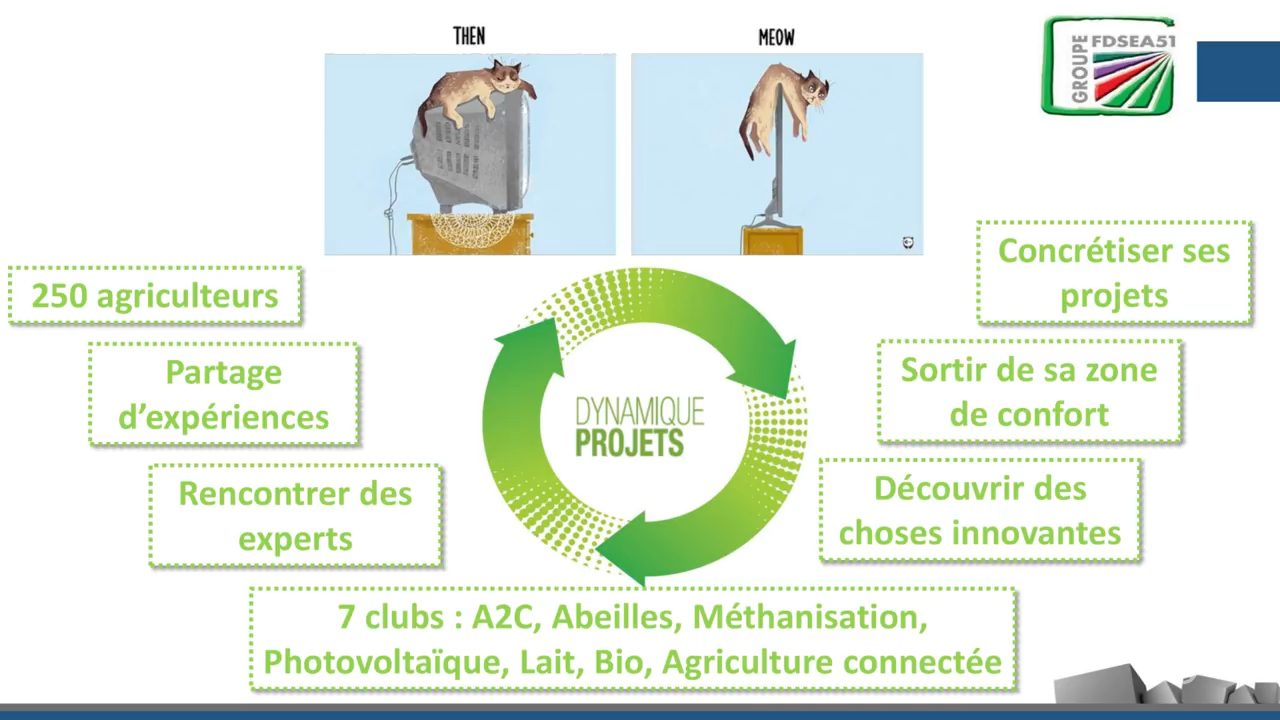 THEN
MEOW
GROUPE
FDSEA51
250 agriculteurs
Partage
d’expériences
Rencontrer des
experts
DYNAMIQUE
PROJETS
Concrétiser ses
projets
Sortir de sa zone
de confort
Découvrir des
choses innovantes
7 clubs : A2C, Abeilles, Méthanisation,
Photovoltaïque, Lait, Bio, Agriculture connectée